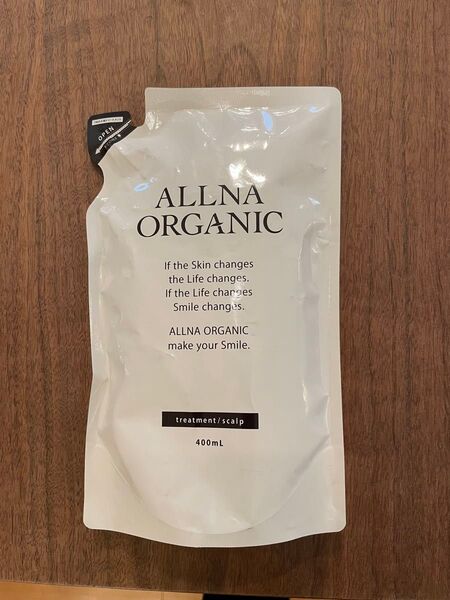 OPEN
ALLNA
ORGANIC
If the Skin changes
the Life changes.
If the Life changes
Smile changes.
ALLNA ORGANIC
make your Smile.
treatment/scalp
400mL